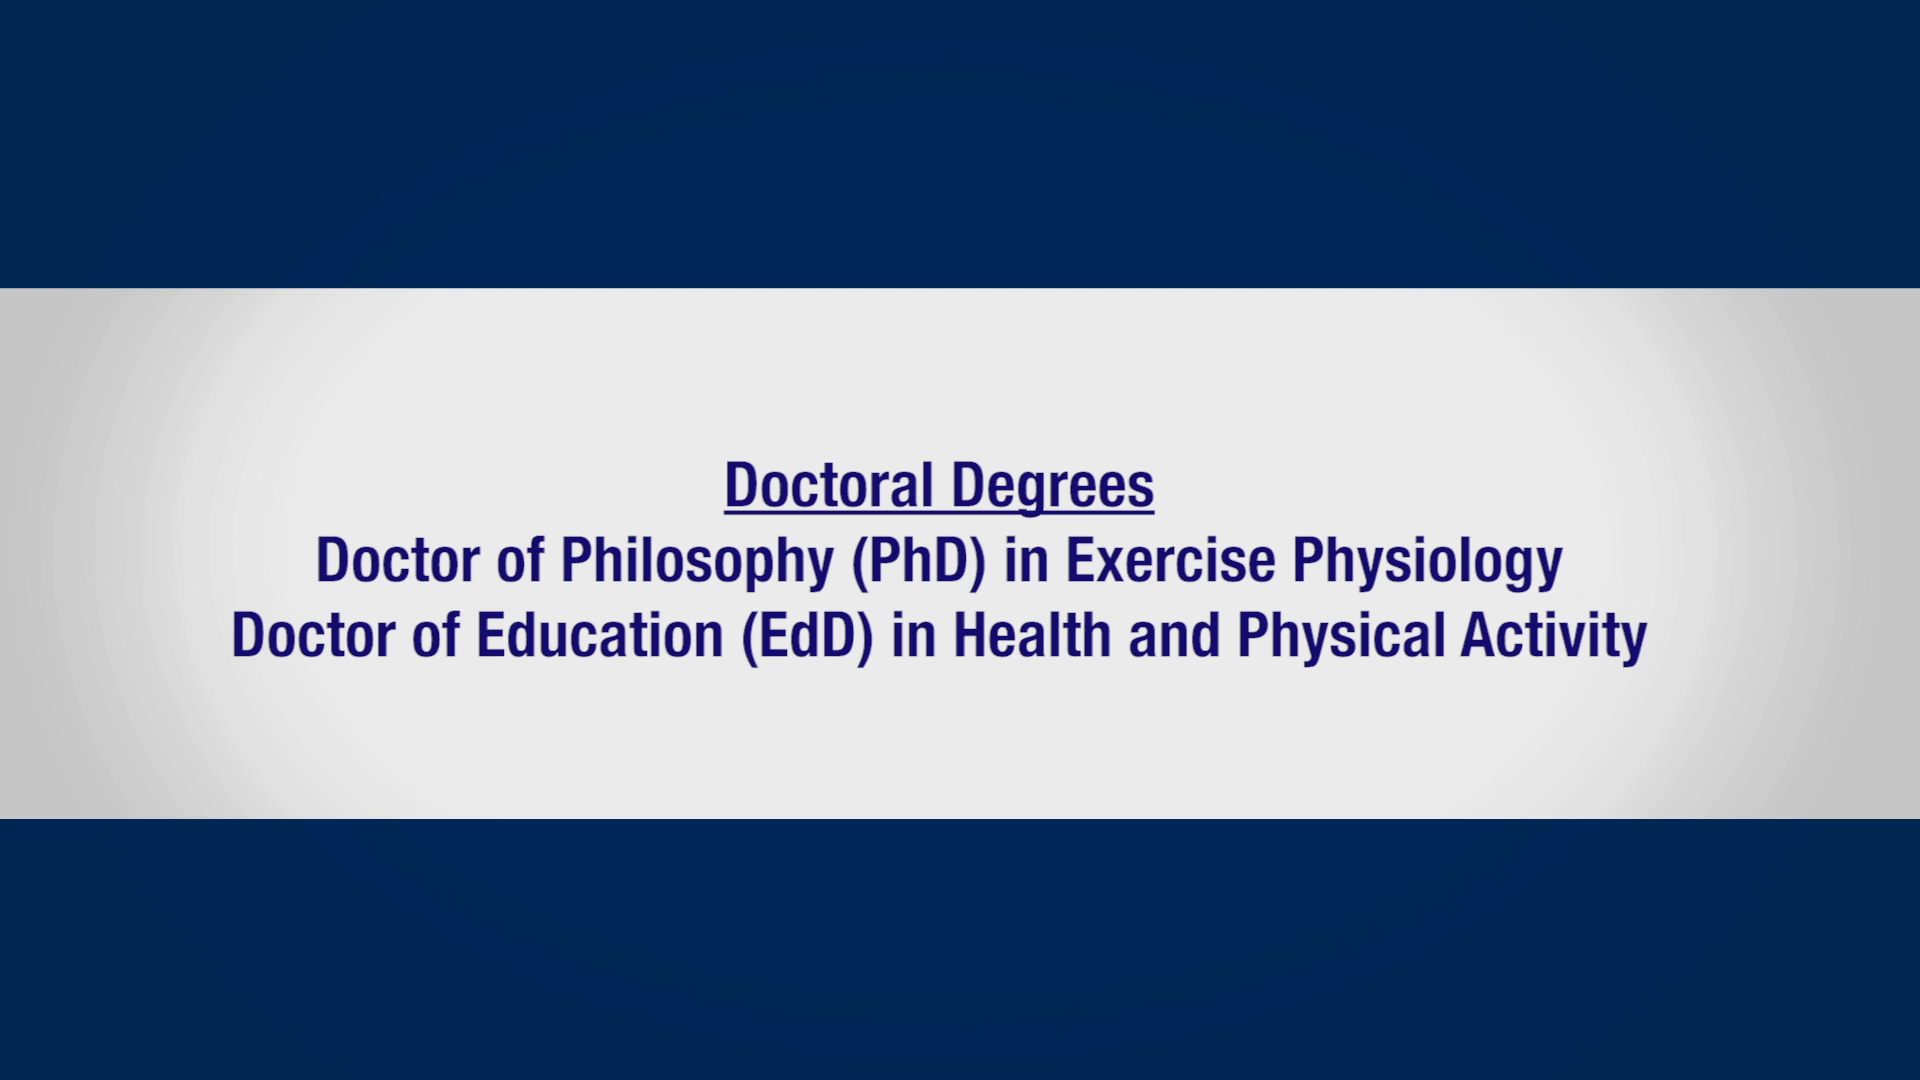 Doctoral Degrees
Doctor of Philosophy (PhD) in Exercise Physiology
Doctor of Education (EdD) in Health and Physical Activity